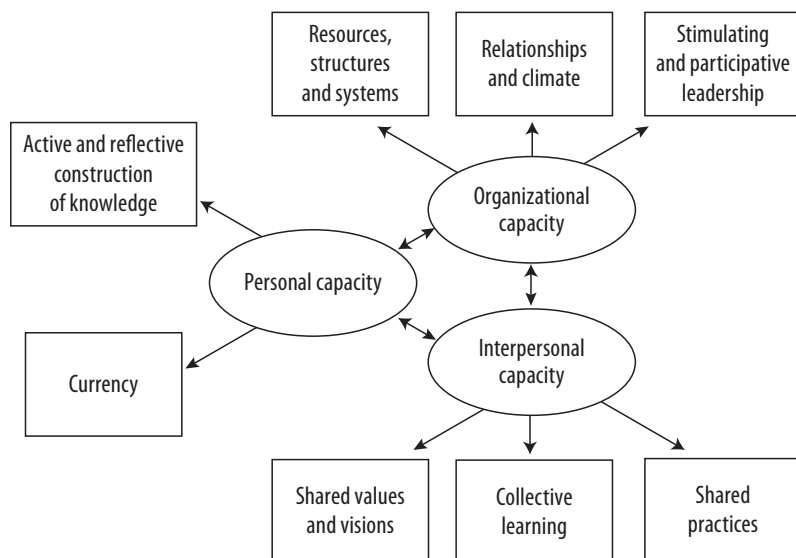 Resources,
structures
and systems
Relationships
and climate
Stimulating
and participative
leadership
Active and reflective
construction
of knowledge
Organizational
capacity
Personal capacity
Interpersonal
capacity
Currency
Shared values
and visions
Collective
learning
Shared
practices